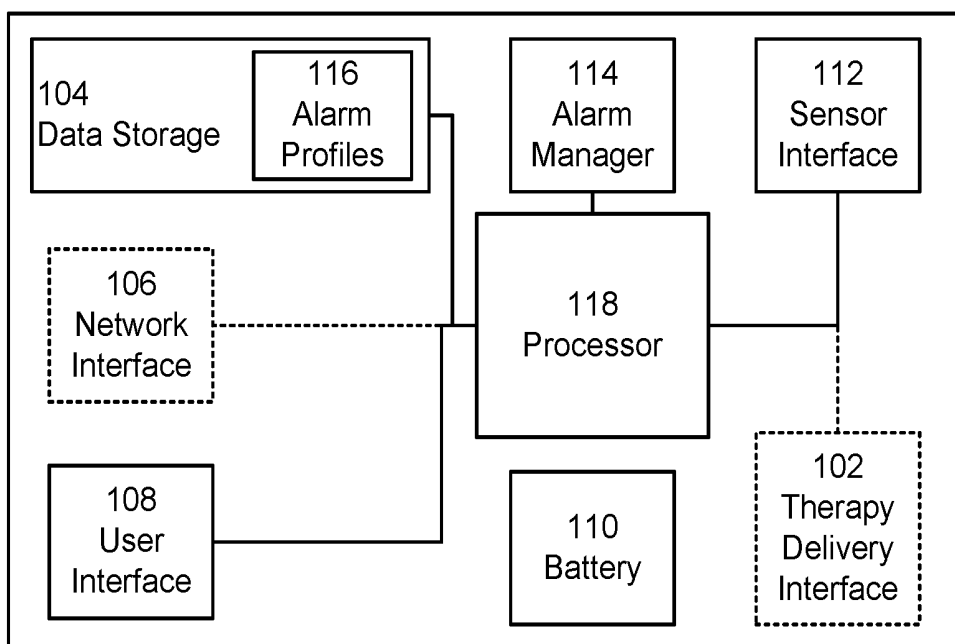 104
Data Storage
116
Alarm
Profiles
114
Alarm
Manager
112
Sensor
Interface
106
Network
Interface
118
Processor
108
User
Interface
110
Battery
102
Therapy
Delivery
Interface